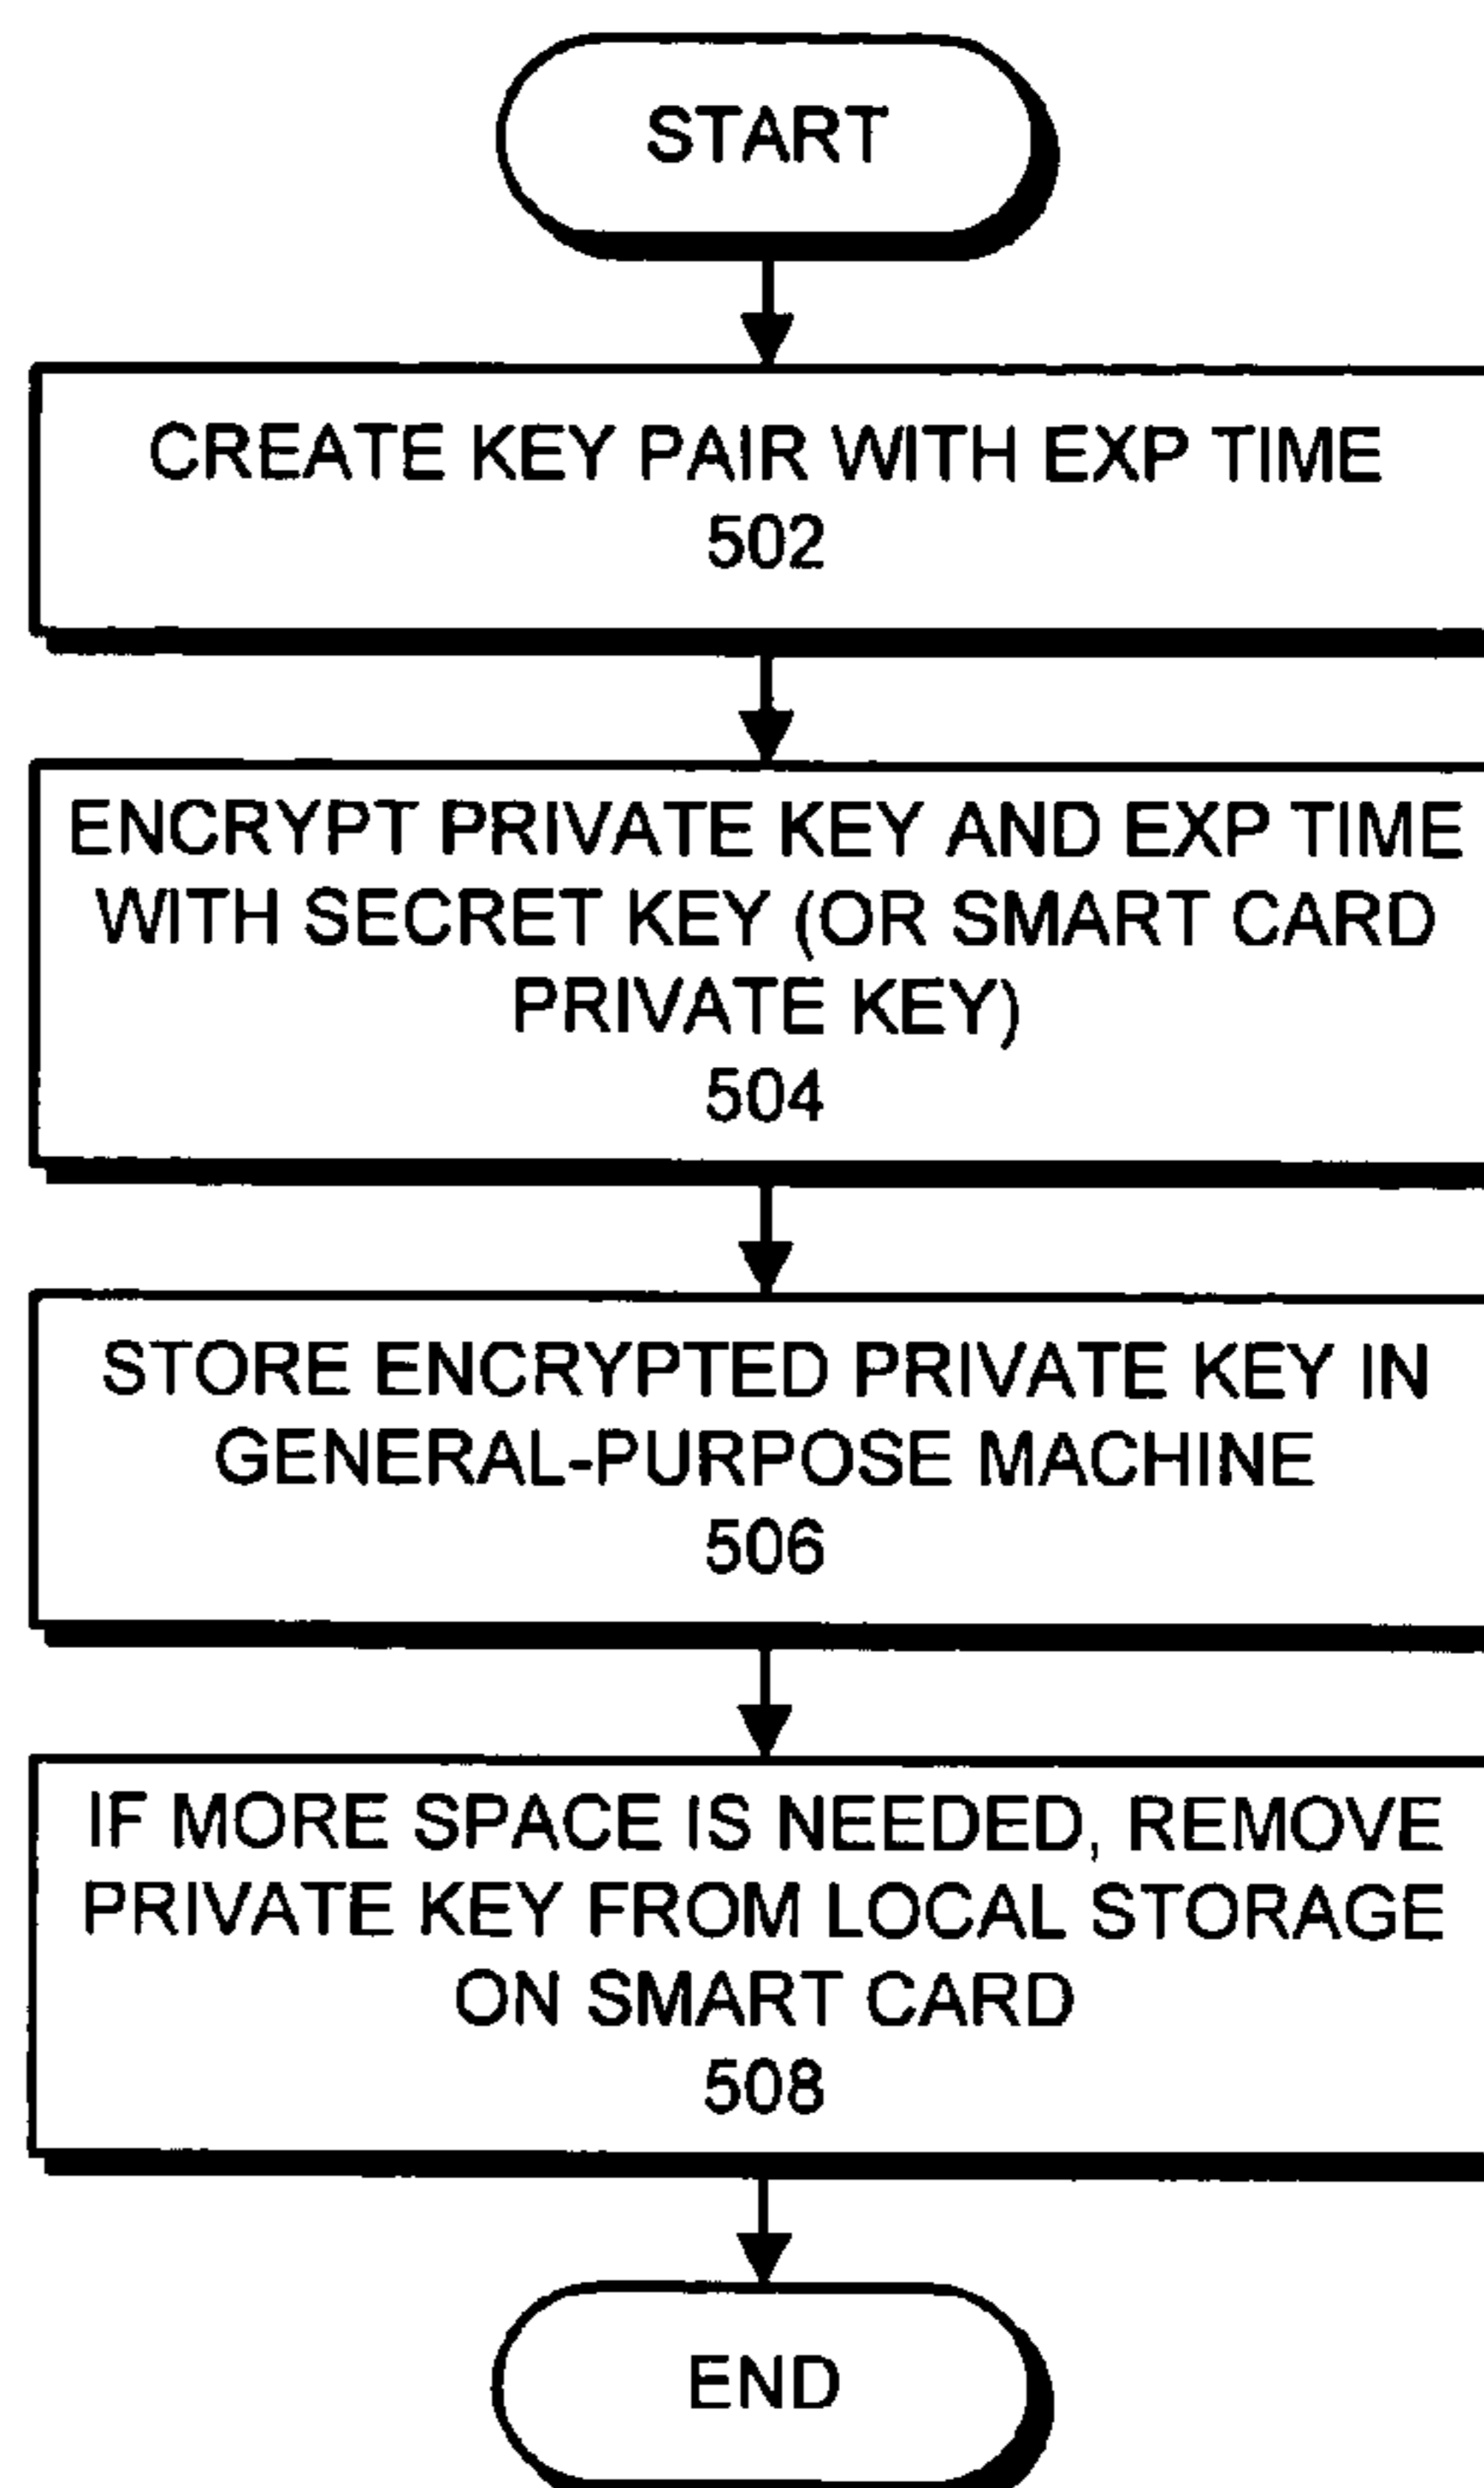 START
CREATE KEY PAIR WITH EXP TIME
502
ENCRYPT PRIVATE KEY AND EXP TIME
WITH SECRET KEY (OR SMART CARD
PRIVATE KEY)
504
STORE ENCRYPTED PRIVATE KEY IN
GENERAL-PURPOSE MACHINE
506
IF MORE SPACE IS NEEDED, REMOVE
PRIVATE KEY FROM LOCAL STORAGE
ON SMART CARD
508
END